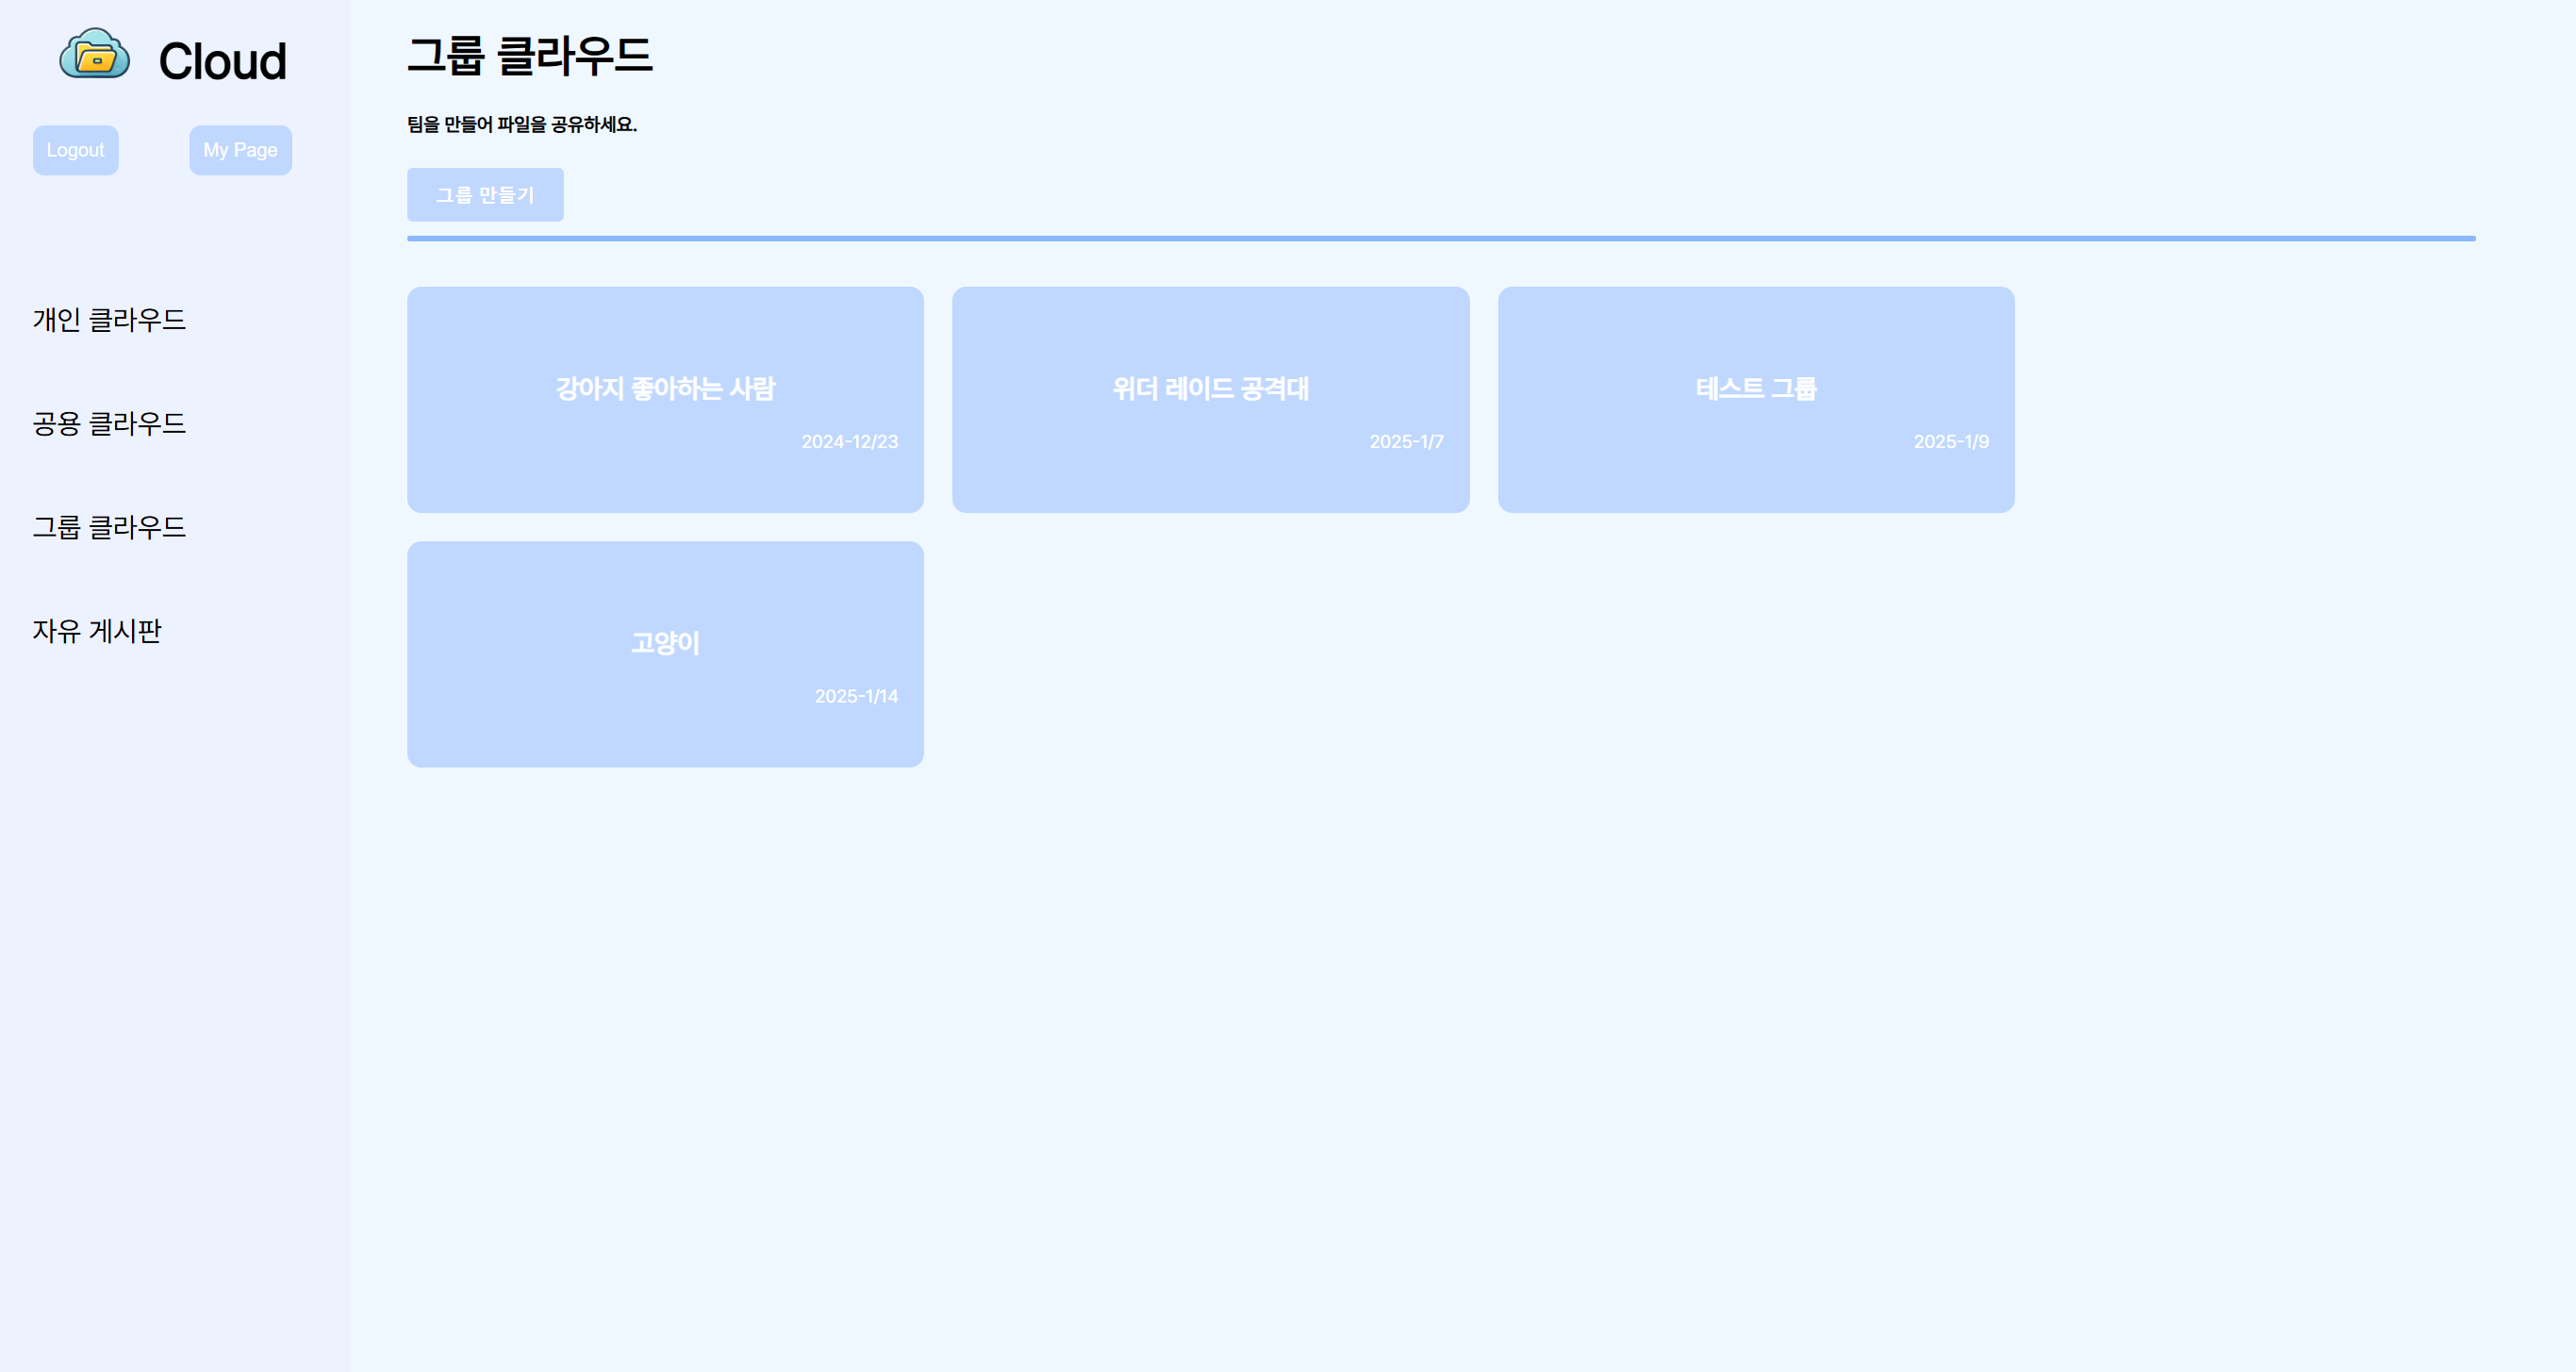 Cloud
Logout
My Page
개인 클라우드
공용 클라우드
그룹 클라우드
자유 게시판
그룹 클라우드
팀을 만들어 파일을 공유하세요.
그룹 만들기
강아지 좋아하는 사람
2024-12/23
위더 레이드 공격대
2025-1/7
테스트 그룹
2025-1/9
고양이
2025-1/14